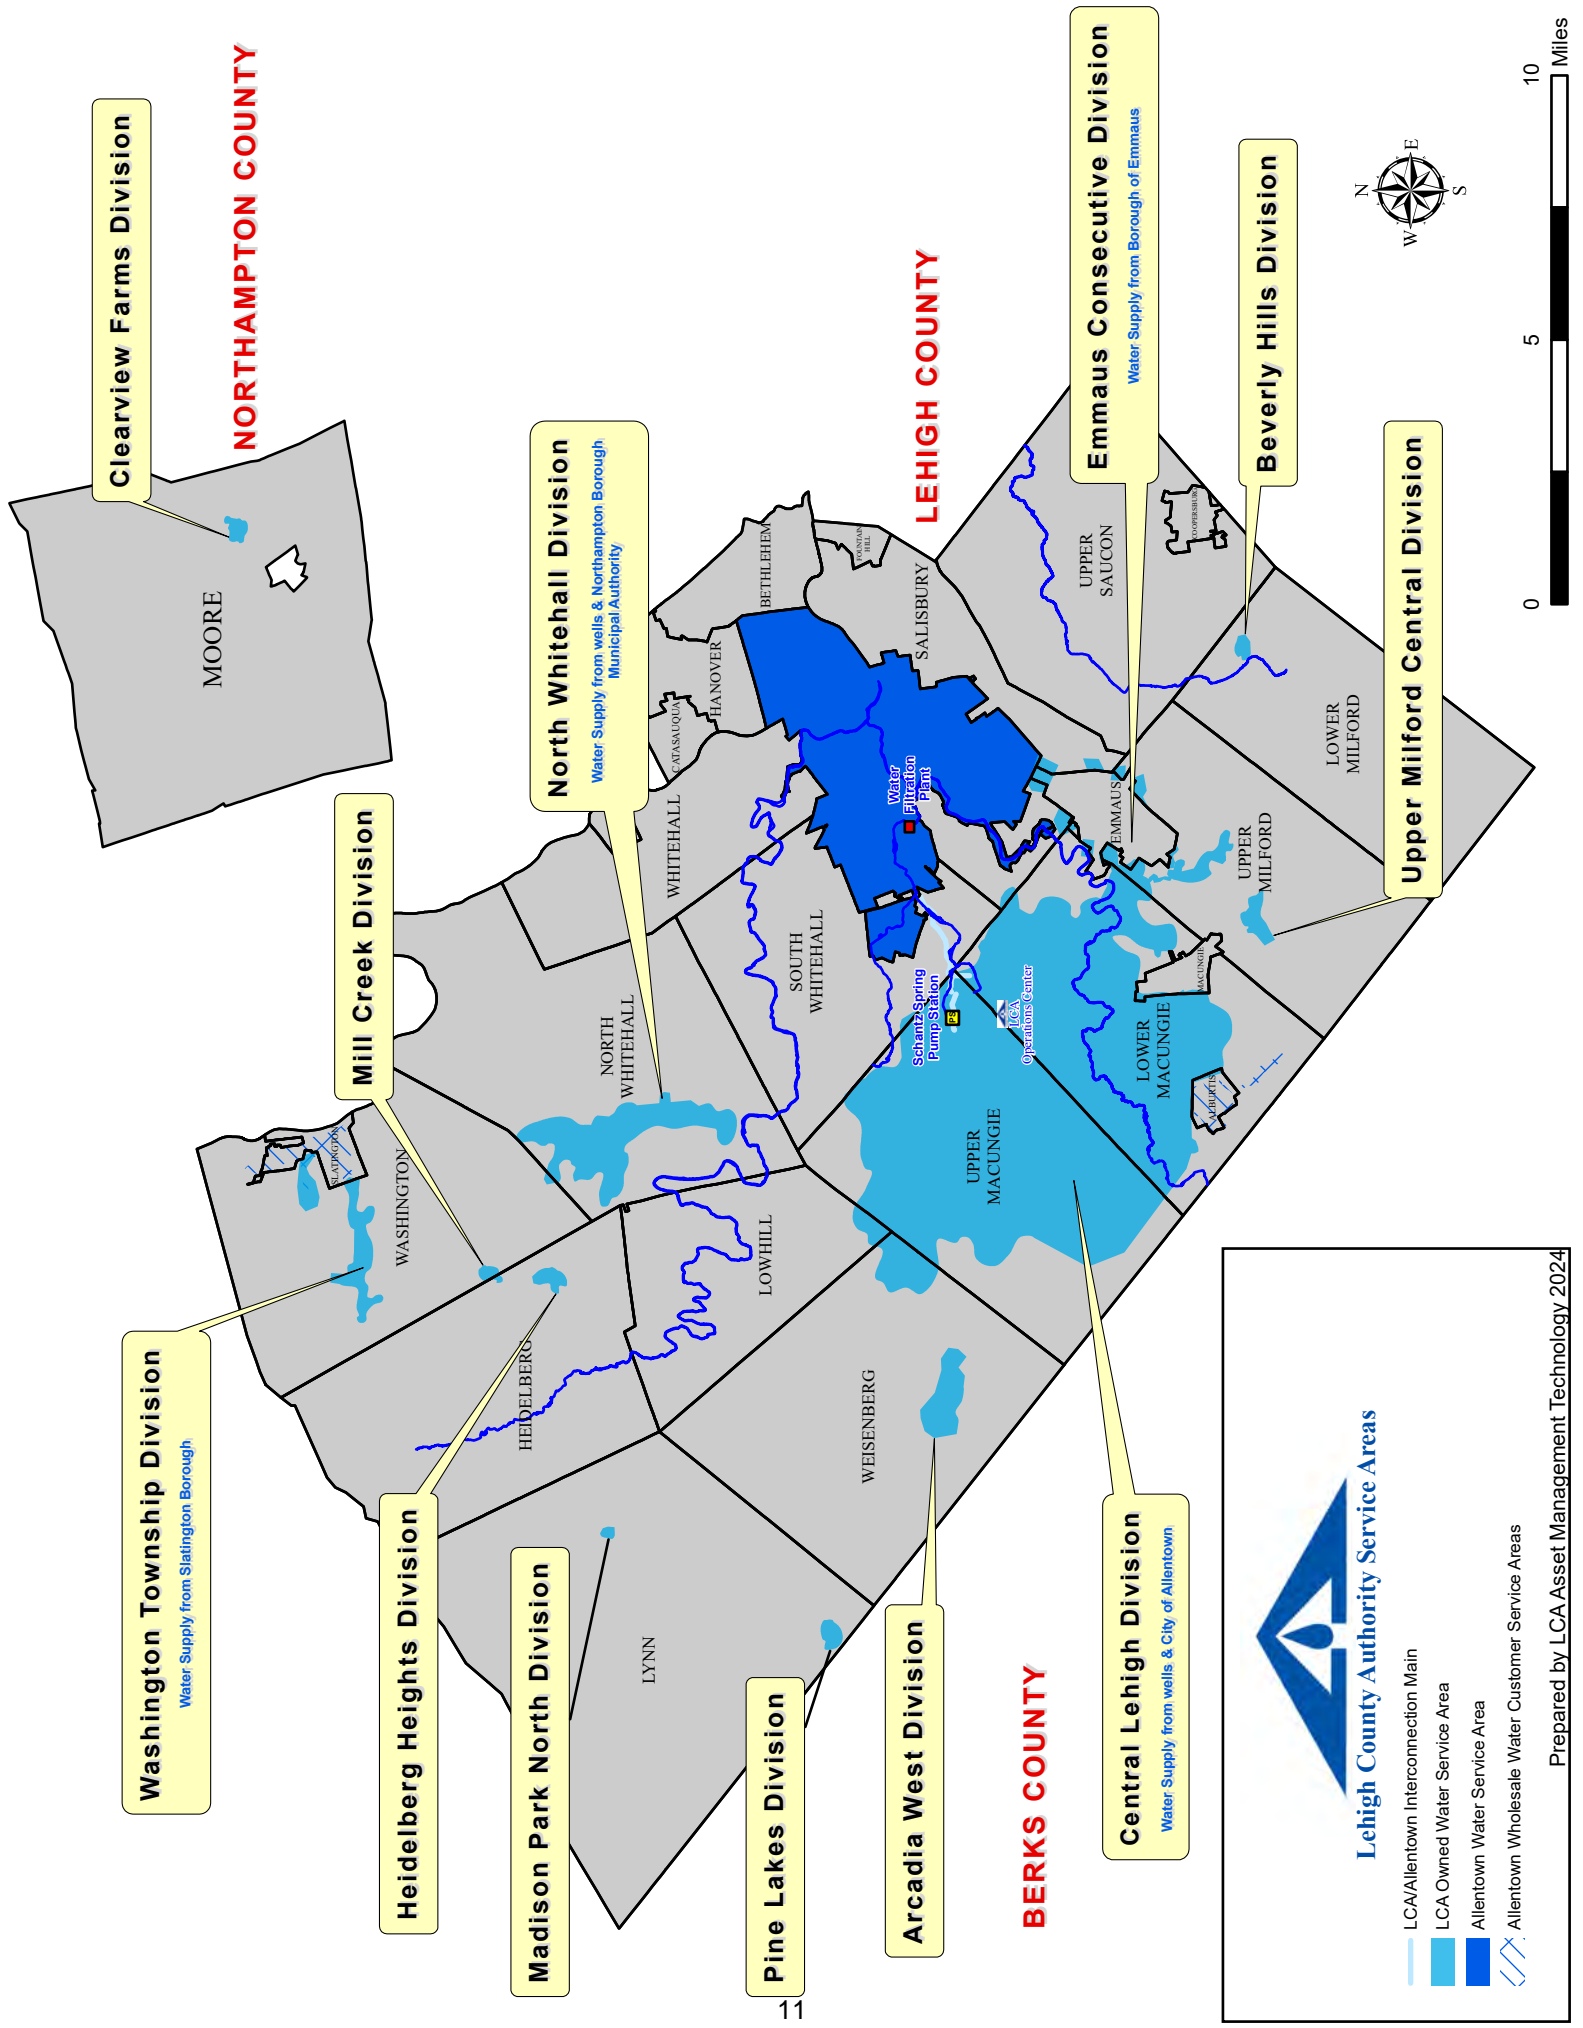 Clearview Farms Division
NORTHAMPTON COUNTY
MOORE
Mill Creek Division
North Whitehall Division
Water Supply from wells & Northampton Borough
Municipal Authority
LEHIGH COUNTY
Emmaus Consecutive Division
Water Supply from Borough of Emmaus
Beverly Hills Division
Upper Milford Central Division
Washington Township Division
Water Supply from Slatington Borough
Heidelberg Heights Division
Madison Park North Division
Pine Lakes Division
Arcadia West Division
BERKS COUNTY
Central Lehigh Division
Water Supply from wells & City of Allentown
SLATINGTON
WASHINGTON
HEIDELBERG
LYNN
LOWHILL
WEISENBERG
NORTH
WHITEHALL
WHITEHALL
SOUTH
WHITEHALL
CATASAUQUA
HANOVER
BETHLEHEM
FOUNTAIN
HILL
SALISBURY
UPPER
SAUCON
COOPERSBURG
LOWER
MILFORD
UPPER
MILFORD
EMMAUS
MACUNGIE
LOWER
MACUNGIE
ALBURTIS
UPPER
MACUNGIE
Water
Filtration
Plant
Schantz Spring
Pump Station
PS
LCA
Operations Center
N
W
E
S
0
5
10
Miles
Lehigh County Authority Service Areas
LCA/Allentown Interconnection Main
LCA Owned Water Service Area
Allentown Water Service Area
Allentown Wholesale Water Customer Service Areas
Prepared by LCA Asset Management Technology 2024
11